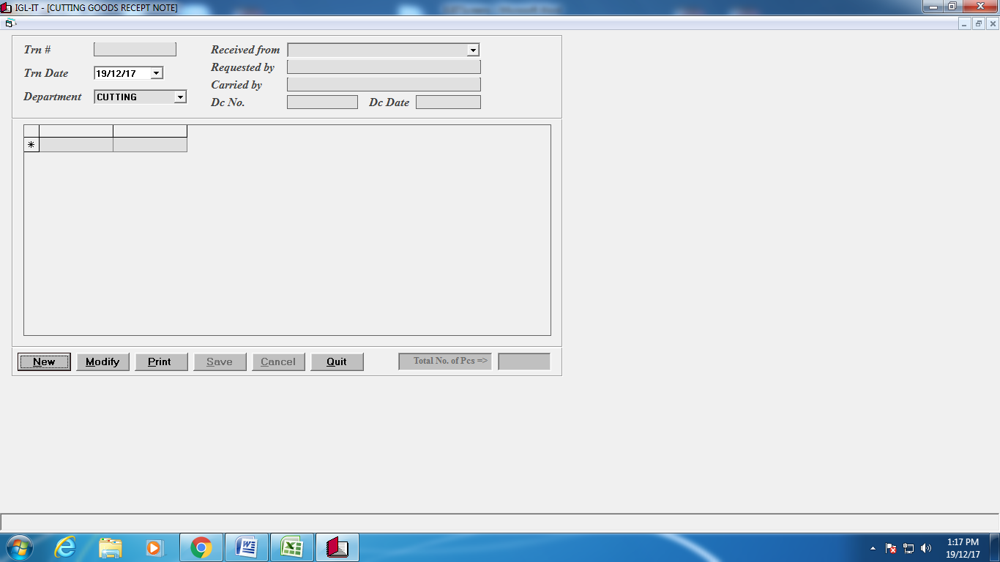 IGL-IT - [CUTTING GOODS RECEPT NOTE]
Trn #
Received from
Trn Date 19/12/17
Requested by
Carried by
Department CUTTING
Dc No. Dc Date
*
New Modify Print Save Cancel Quit Total No. of Pcs =>
1:17 PM
19/12/17